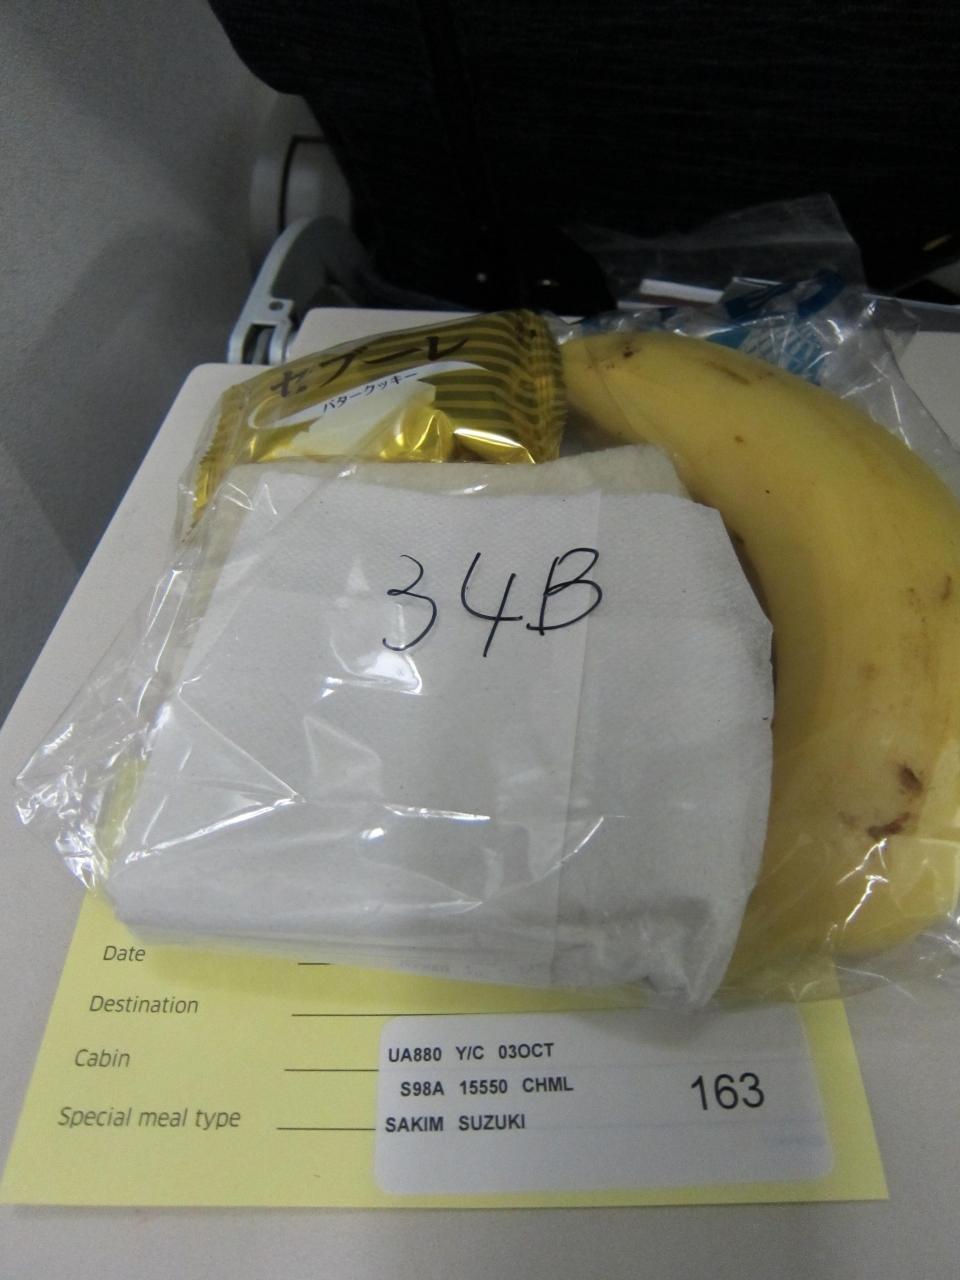 ゼブーレ
バタークッキー
34B
Date
Destination
Cabin
Special meal type
UA880 Y/C 03OCT
S98A 15550 CHML
163
SAKIM SUZUKI